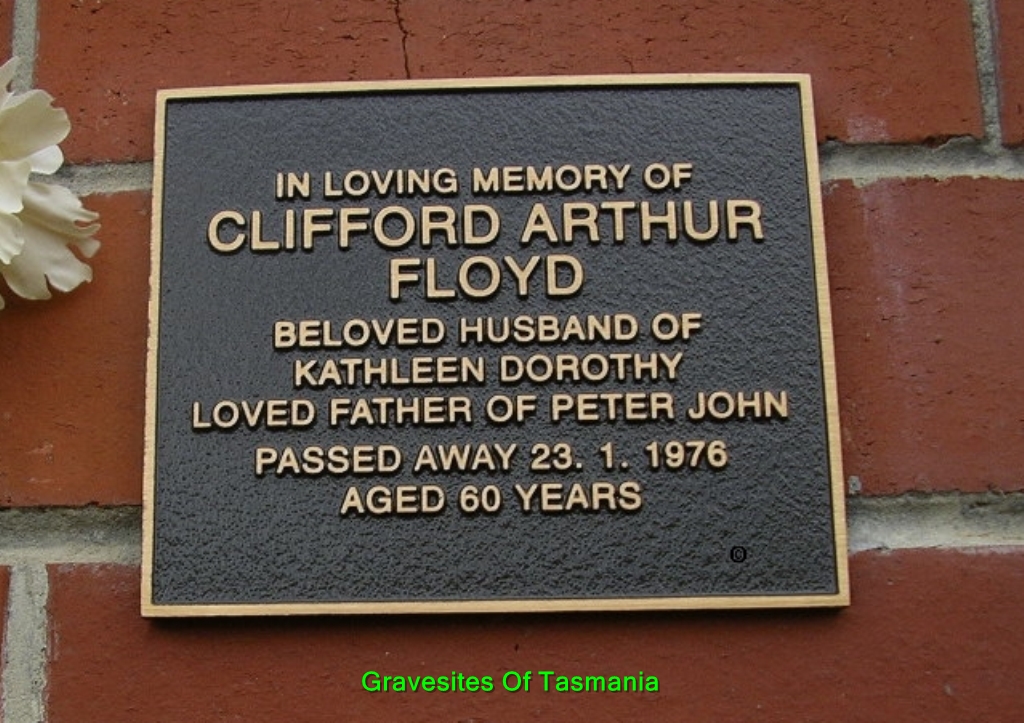 IN LOVING MEMORY OF
CLIFFORD ARTHUR
FLOYD
BELOVED HUSBAND OF
KATHLEEN DOROTHY
LOVED FATHER OF PETER JOHN
PASSED AWAY 23. 1. 1976
AGED 60 YEARS
©
Gravesites Of Tasmania